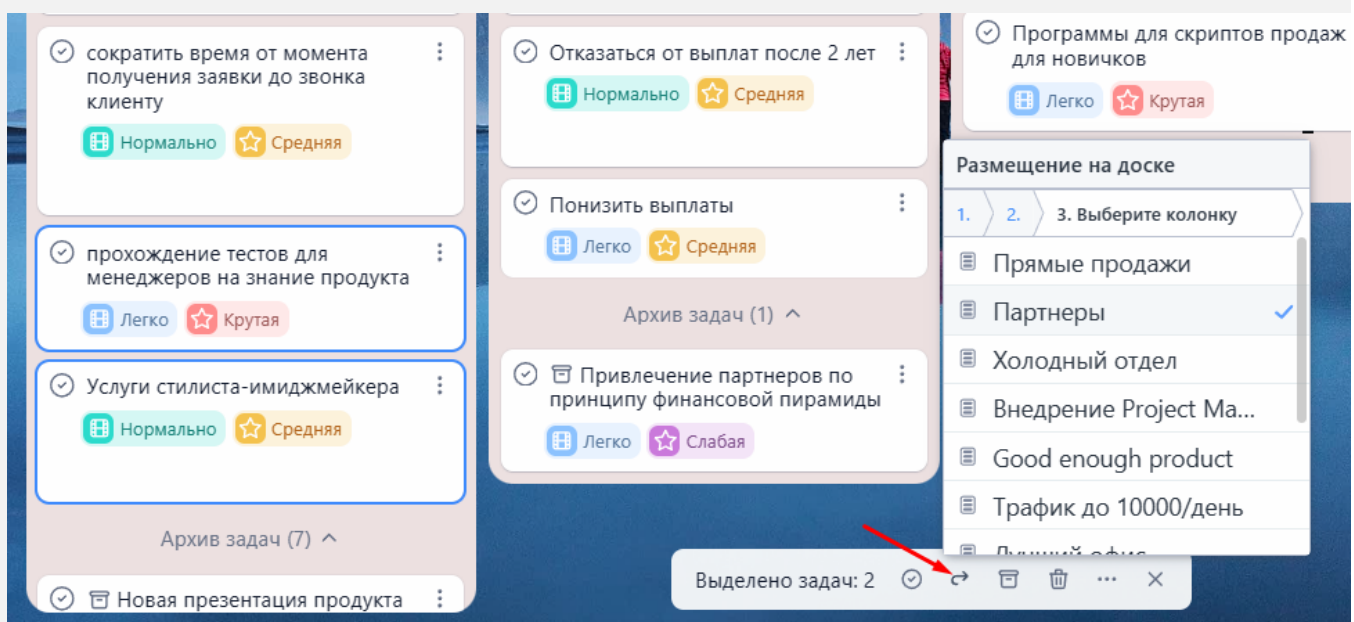 сократить время от момента
получения заявки до звонка
клиенту
Нормально Средняя
прохождение тестов для
менеджеров на знание продукта
Легко Крутая
Услуги стилиста-имиджмейкера
Нормально Средняя
Архив задач (7)
Новая презентация продукта
Отказаться от выплат после 2 лет
Нормально Средняя
Понизить выплаты
Легко Средняя
Архив задач (1)
Привлечение партнеров по
принципу финансовой пирамиды
Легко Слабая
Программы для скриптов продаж
для новичков
Легко Крутая
Размещение на доске
1. 2. 3. Выберите колонку
Прямые продажи
Партнеры
Холодный отдел
Внедрение Project Ma...
Good enough product
Трафик до 10000/день
Лучший офис
Выделено задач: 2